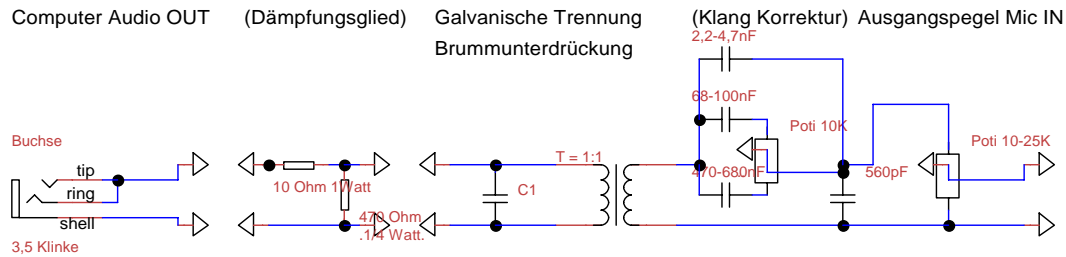 Computer Audio OUT
(Dämpfungsglied)
Galvanische Trennung
Brummunterdrückung
(Klang Korrektur)
Ausgangspegel Mic IN
2,2-4,7nF
68-100nF
Poti 10K
470-680nF
560pF
Poti 10-25K
Buchse
tip
ring
shell
3,5 Klinke
10 Ohm 1Watt
470 Ohm
.1/4 Watt.
C1
T = 1:1